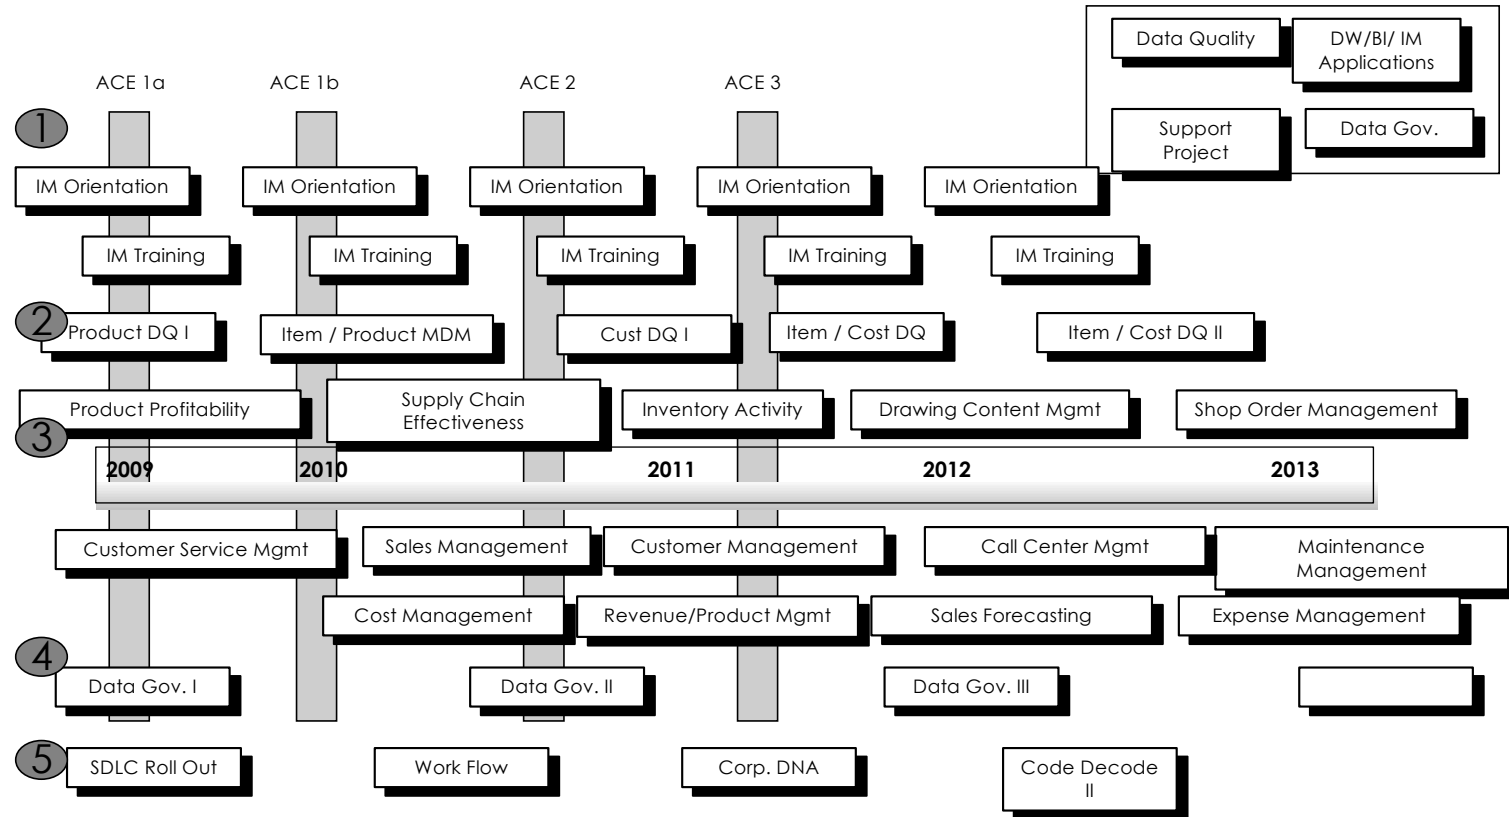 Data Quality
DW/BI/ IM
Applications
Support
Project
Data Gov.
ACE 1a
ACE 1b
ACE 2
ACE 3
1
IM Orientation
IM Orientation
IM Orientation
IM Orientation
IM Orientation
IM Training
IM Training
IM Training
IM Training
IM Training
2
Product DQ I
Item / Product MDM
Cust DQ I
Item / Cost DQ
Item / Cost DQ II
Product Profitability
Supply Chain
Effectiveness
Inventory Activity
Drawing Content Mgmt
Shop Order Management
3
2009
2010
2011
2012
2013
Customer Service Mgmt
Sales Management
Customer Management
Call Center Mgmt
Maintenance
Management
Cost Management
Revenue/Product Mgmt
Sales Forecasting
Expense Management
4
Data Gov. I
Data Gov. II
Data Gov. III
5
SDLC Roll Out
Work Flow
Corp. DNA
Code Decode
II